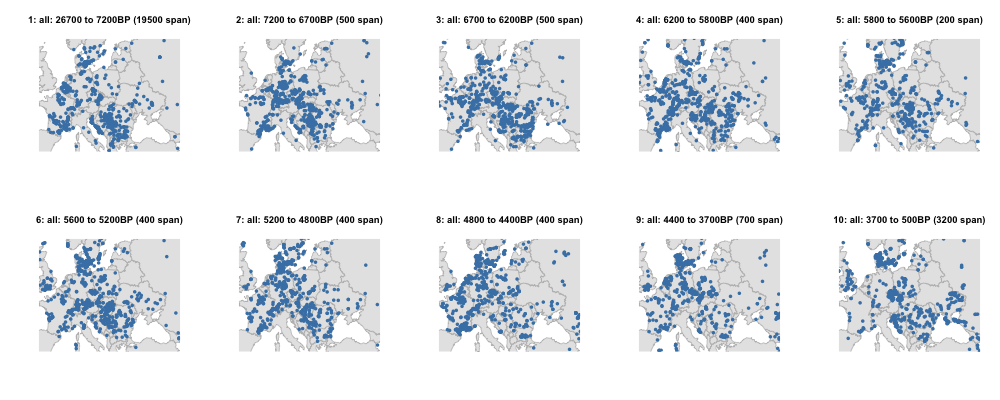 1: all: 26700 to 7200BP (19500 span)
2: all: 7200 to 6700BP (500 span)
3: all: 6700 to 6200BP (500 span)
4: all: 6200 to 5800BP (400 span)
5: all: 5800 to 5600BP (200 span)
6: all: 5600 to 5200BP (400 span)
7: all: 5200 to 4800BP (400 span)
8: all: 4800 to 4400BP (400 span)
9: all: 4400 to 3700BP (700 span)
10: all: 3700 to 500BP (3200 span)